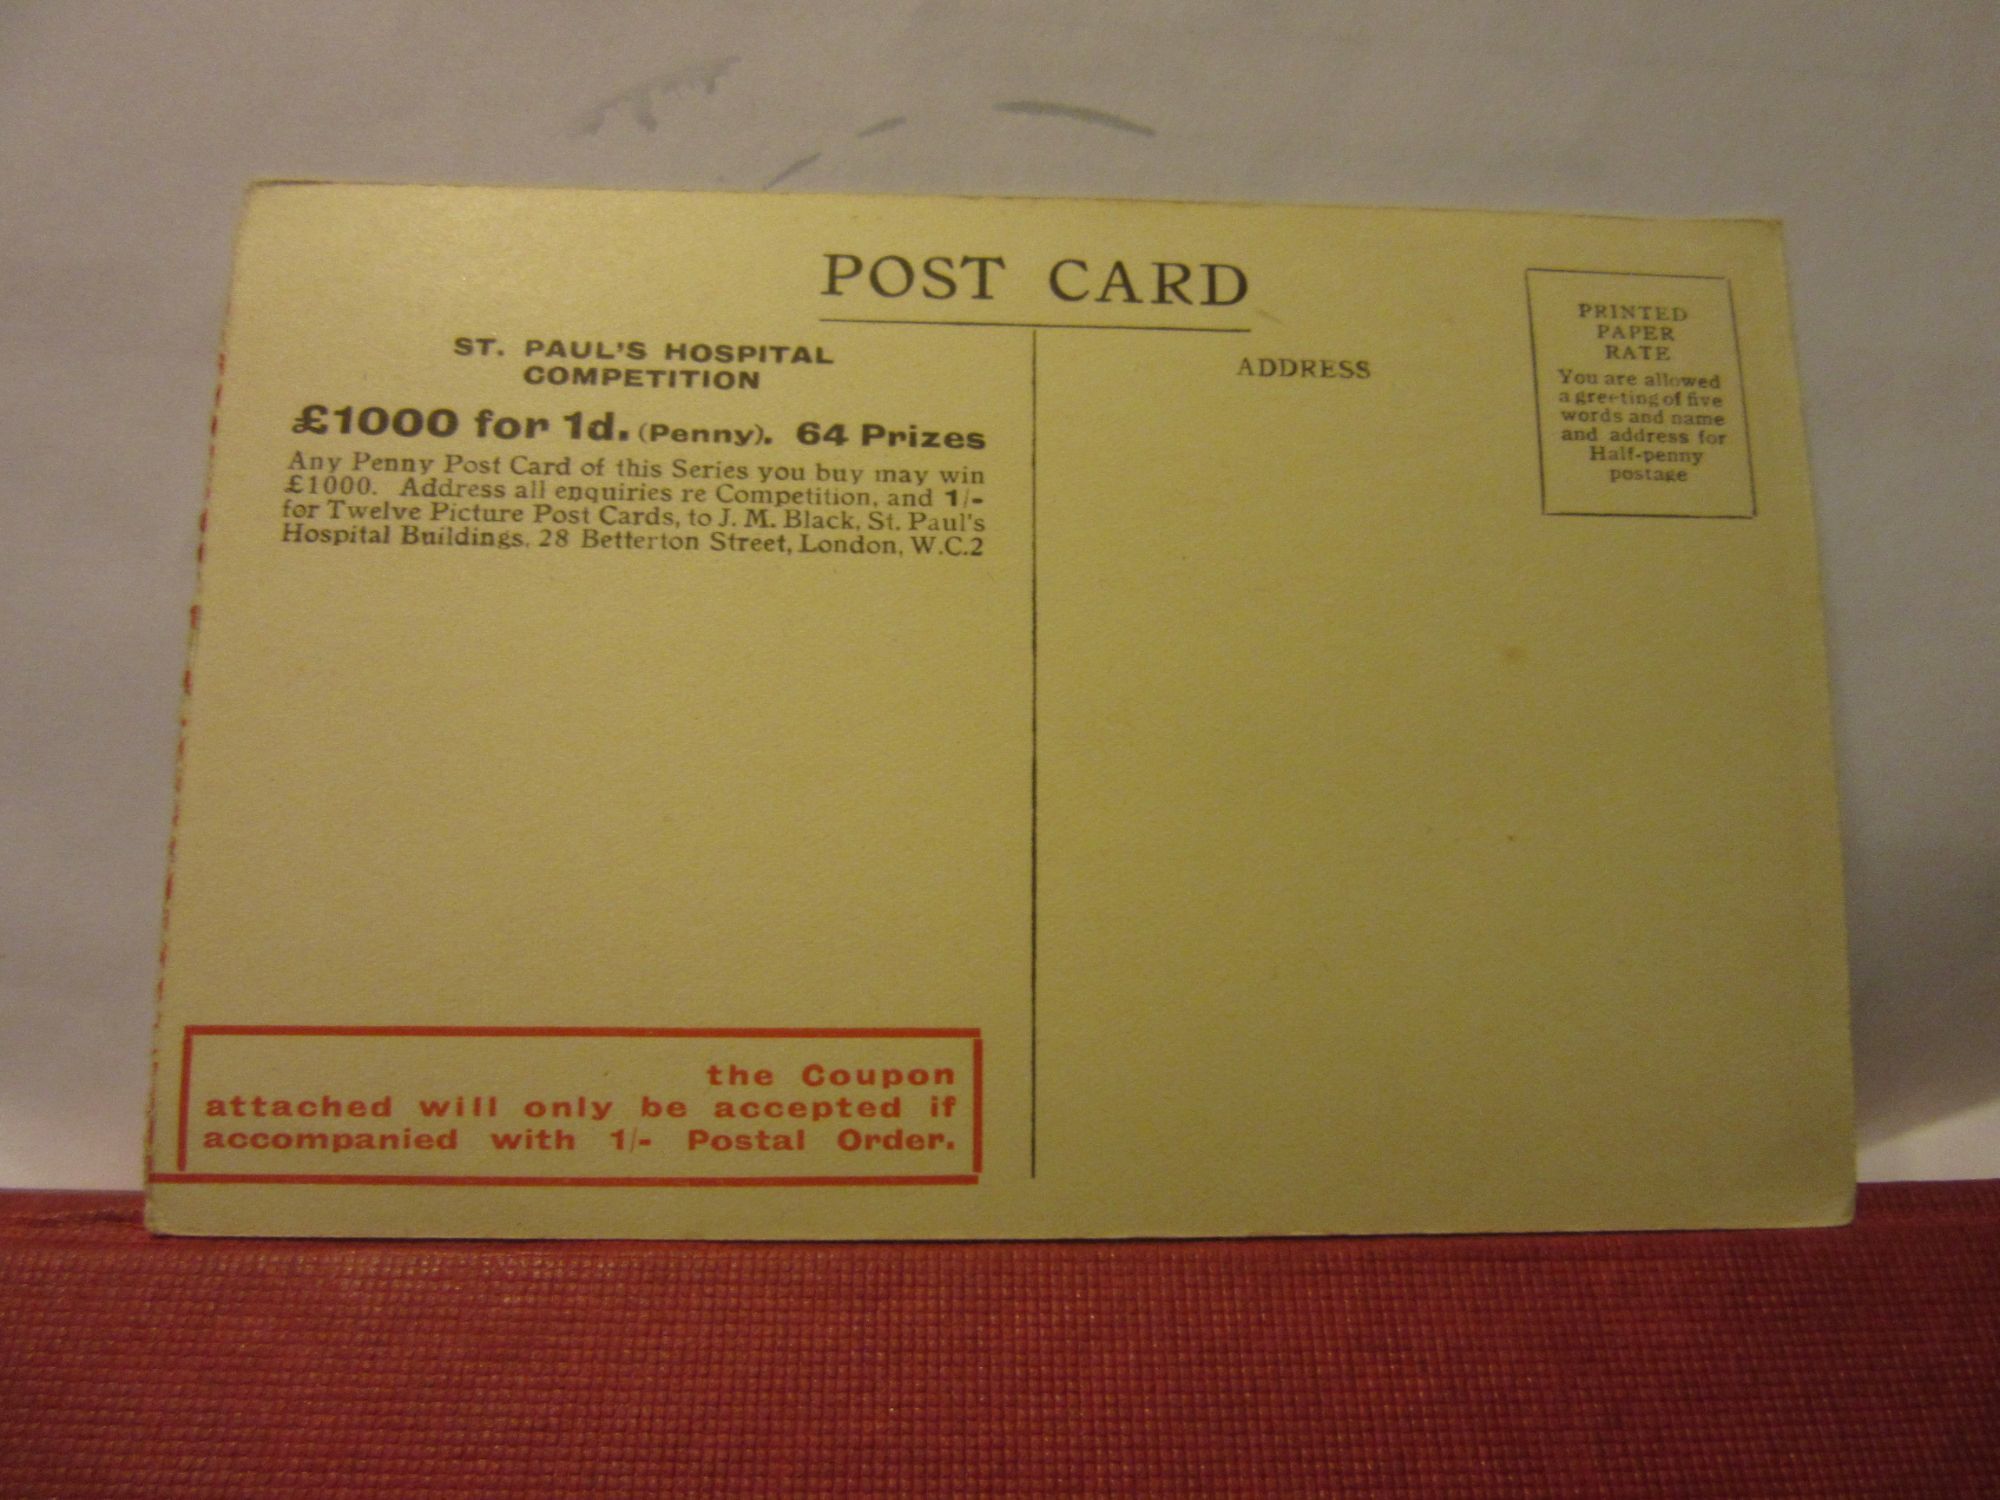 POST CARD
ST. PAUL'S HOSPITAL
COMPETITION
£1000 for 1d. (Penny). 64 Prizes
Any Penny Post Card of this Series you buy may win
£1000. Address all enquiries re Competition, and 1/-
for Twelve Picture Post Cards, to J. M. Black, St. Paul's
Hospital Buildings, 28 Betterton Street, London, W.C.2
the Coupon
attached will only be accepted if
accompanied with 1/- Postal Order.
ADDRESS
PRINTED
PAPER
RATE
You are allowed
a greeting of five
words and name
and address for
Half-penny
postage